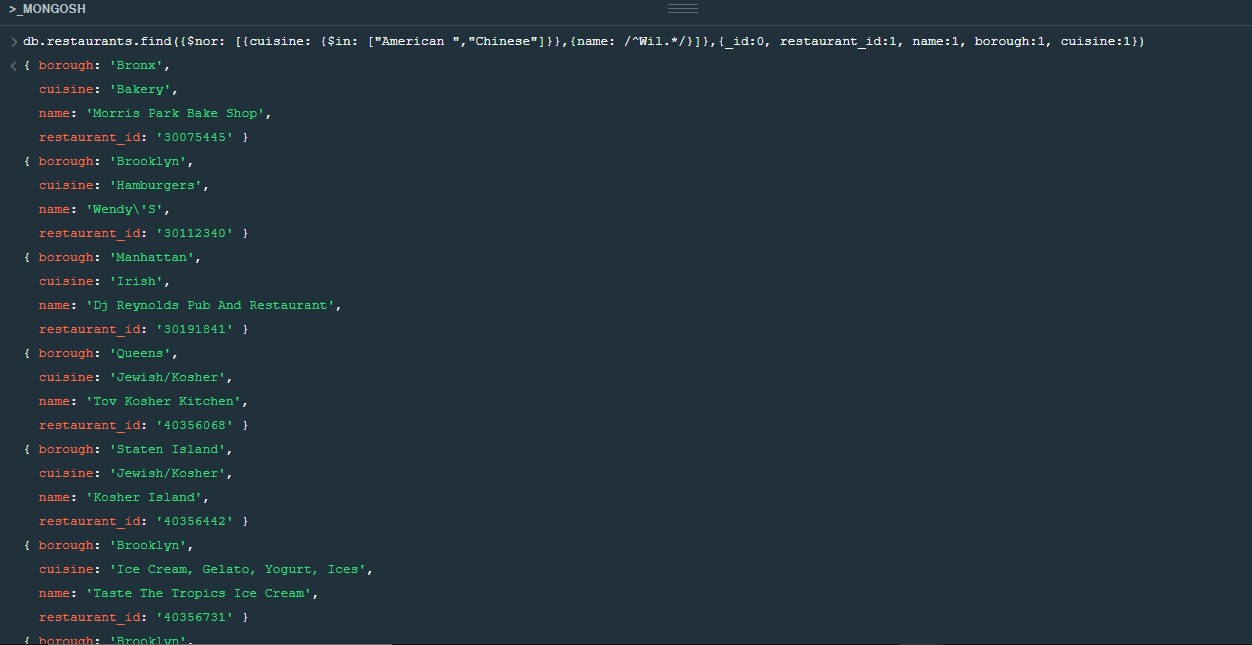 >_MONGOSH
> db.restaurants.find({$nor: [{cuisine: {$in: ["American ","Chinese"]}},{name: /^Wil.*/}]},{_id:0, restaurant_id:1, name:1, borough:1, cuisine:1})
< { borough: 'Bronx',
cuisine: 'Bakery',
name: 'Morris Park Bake Shop',
restaurant_id: '30075445' }
{ borough: 'Brooklyn',
cuisine: 'Hamburgers',
name: 'Wendy\'S',
restaurant_id: '30112340' }
{ borough: 'Manhattan',
cuisine: 'Irish',
name: 'Dj Reynolds Pub And Restaurant',
restaurant_id: '30191841' }
{ borough: 'Queens',
cuisine: 'Jewish/Kosher',
name: 'Tov Kosher Kitchen',
restaurant_id: '40356068' }
{ borough: 'Staten Island',
cuisine: 'Jewish/Kosher',
name: 'Kosher Island',
restaurant_id: '40356442' }
{ borough: 'Brooklyn',
cuisine: 'Ice Cream, Gelato, Yogurt, Ices',
name: 'Taste The Tropics Ice Cream',
restaurant_id: '40356731' }
{ borough: 'Brooklyn',